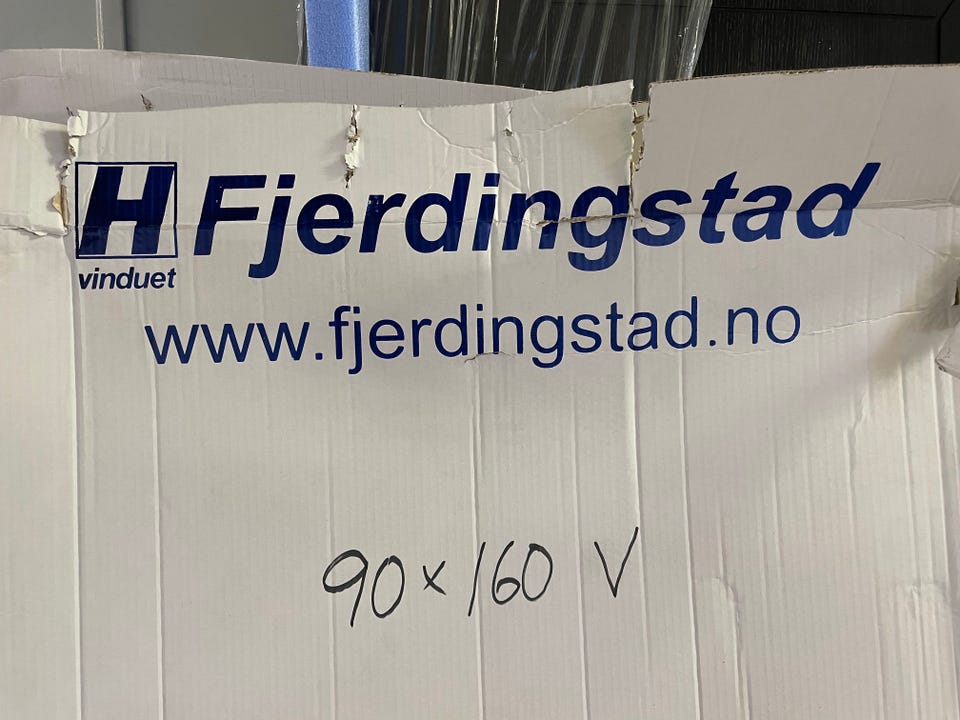 H Fjerdingstad
vinduet
www.fjerdingstad.no
90 x 160 V